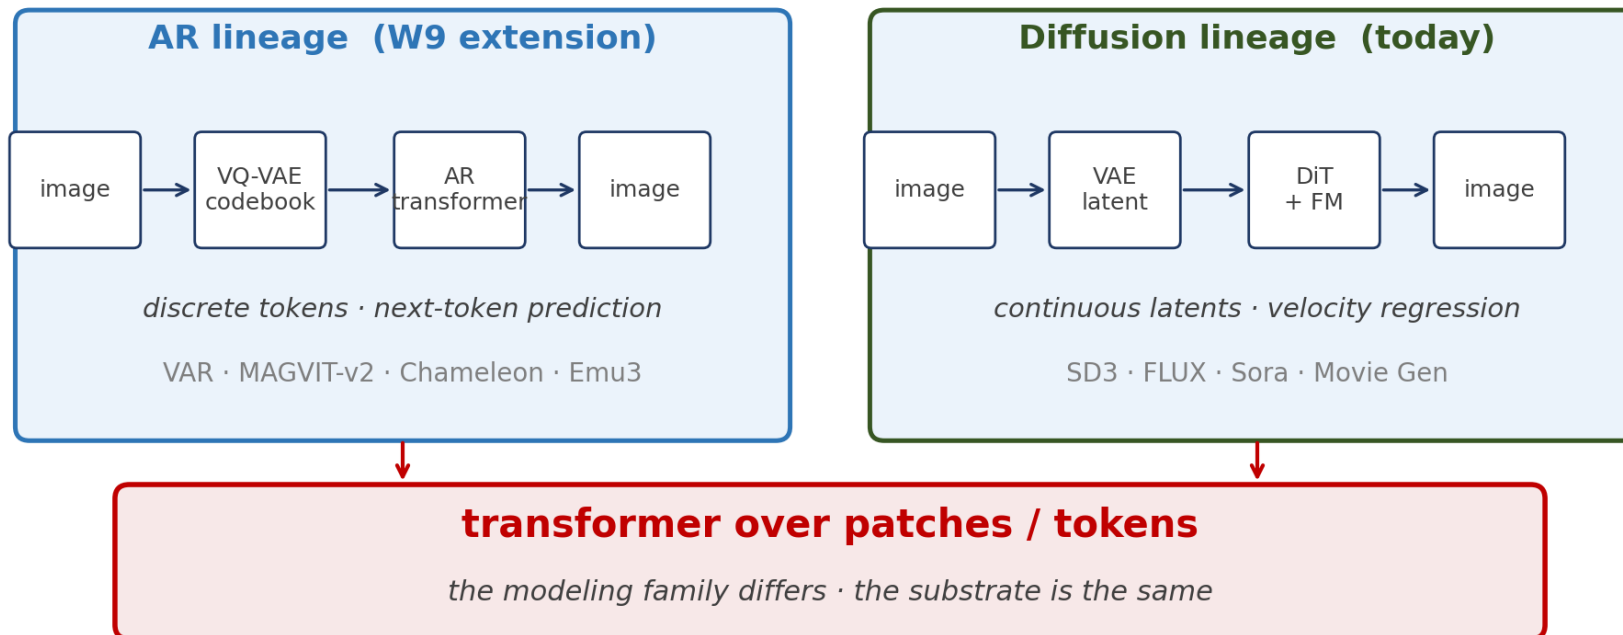 AR lineage  (W9 extension)
image
VQ-VAE
codebook
AR
transformer
image
discrete tokens · next-token prediction
VAR · MAGVIT-v2 · Chameleon · Emu3
Diffusion lineage  (today)
image
VAE
latent
DiT
+ FM
image
continuous latents · velocity regression
SD3 · FLUX · Sora · Movie Gen
transformer over patches / tokens
the modeling family differs · the substrate is the same